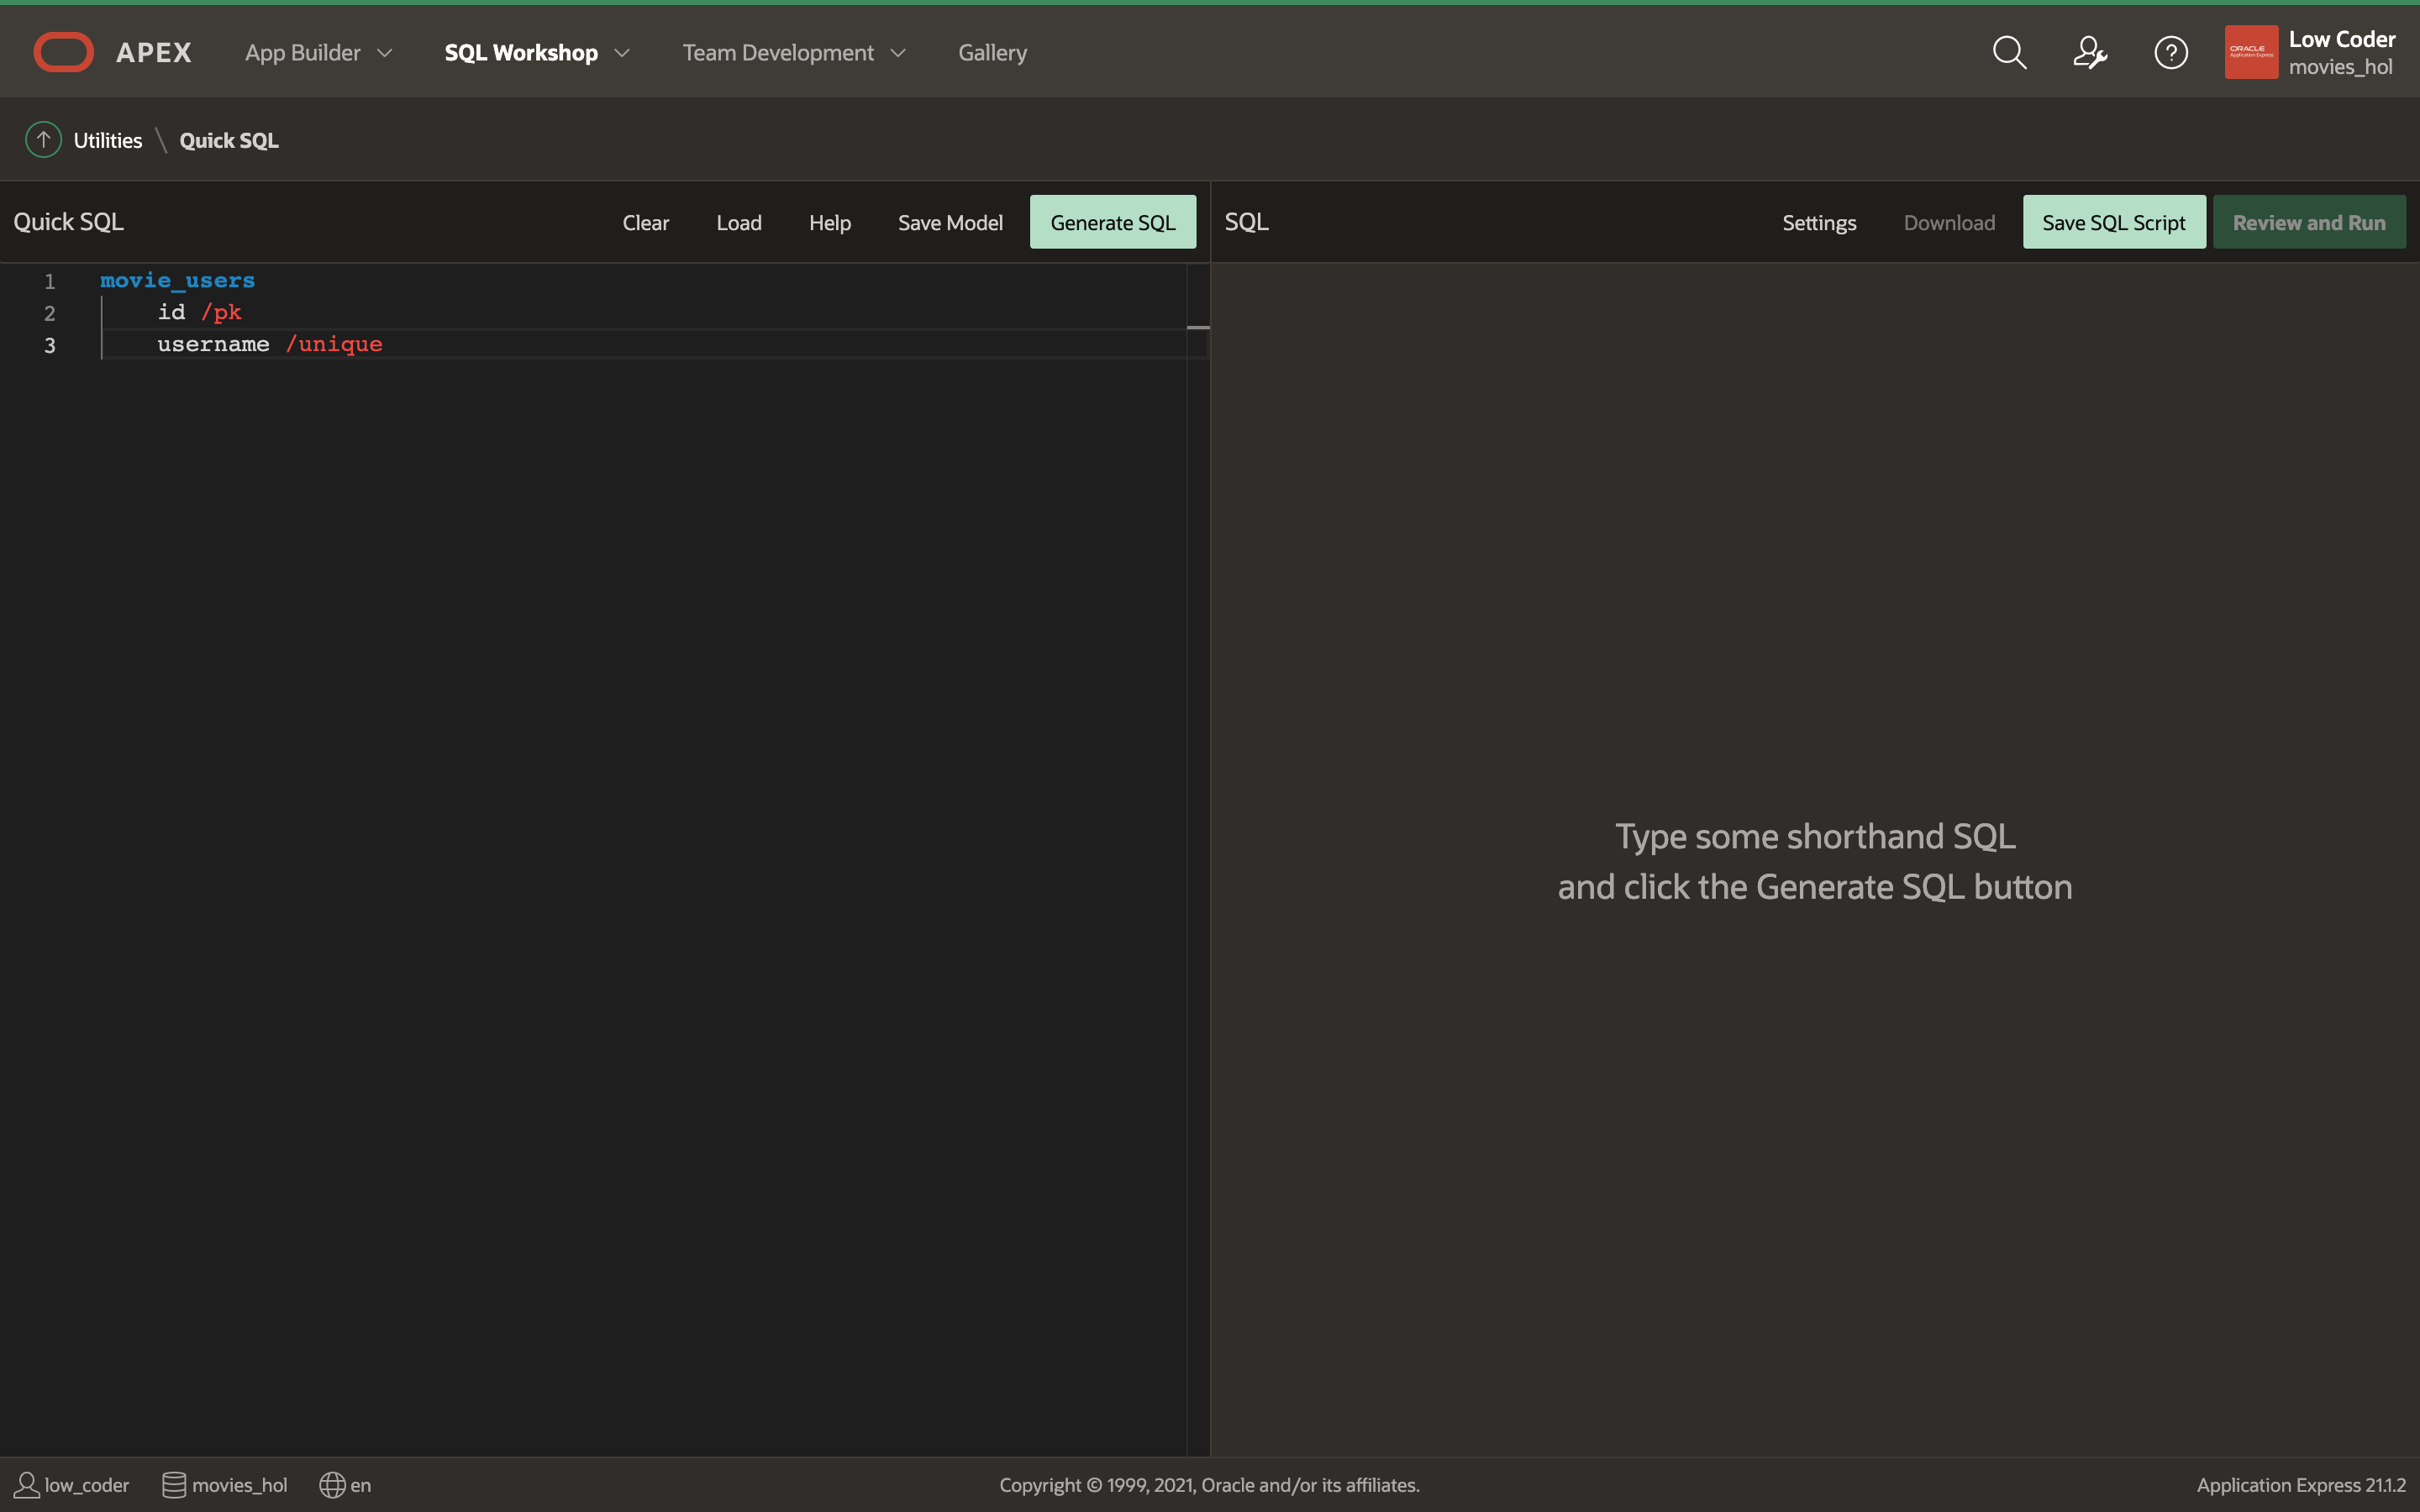 APEX App Builder SQL Workshop Team Development Gallery
ORACLE
Application Express
Low Coder
movies_hol
Utilities \ Quick SQL
Quick SQL Clear Load Help Save Model Generate SQL
SQL Settings Download Save SQL Script Review and Run
1 movie_users
2 id /pk
3 username /unique
Type some shorthand SQL
and click the Generate SQL button
low_coder movies_hol en
Copyright © 1999, 2021, Oracle and/or its affiliates.
Application Express 21.1.2